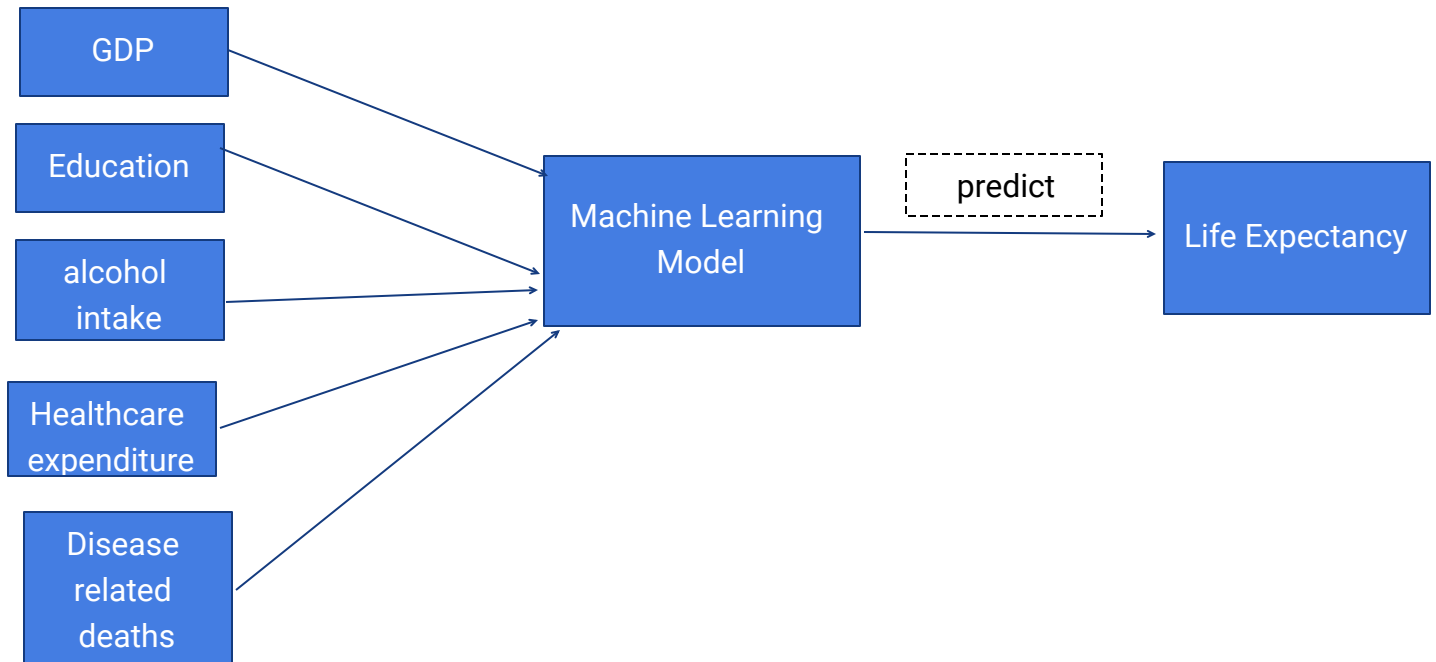 GDP
Education
alcohol
intake
Healthcare
expenditure
Disease
related
deaths
Machine Learning
Model
predict
Life Expectancy